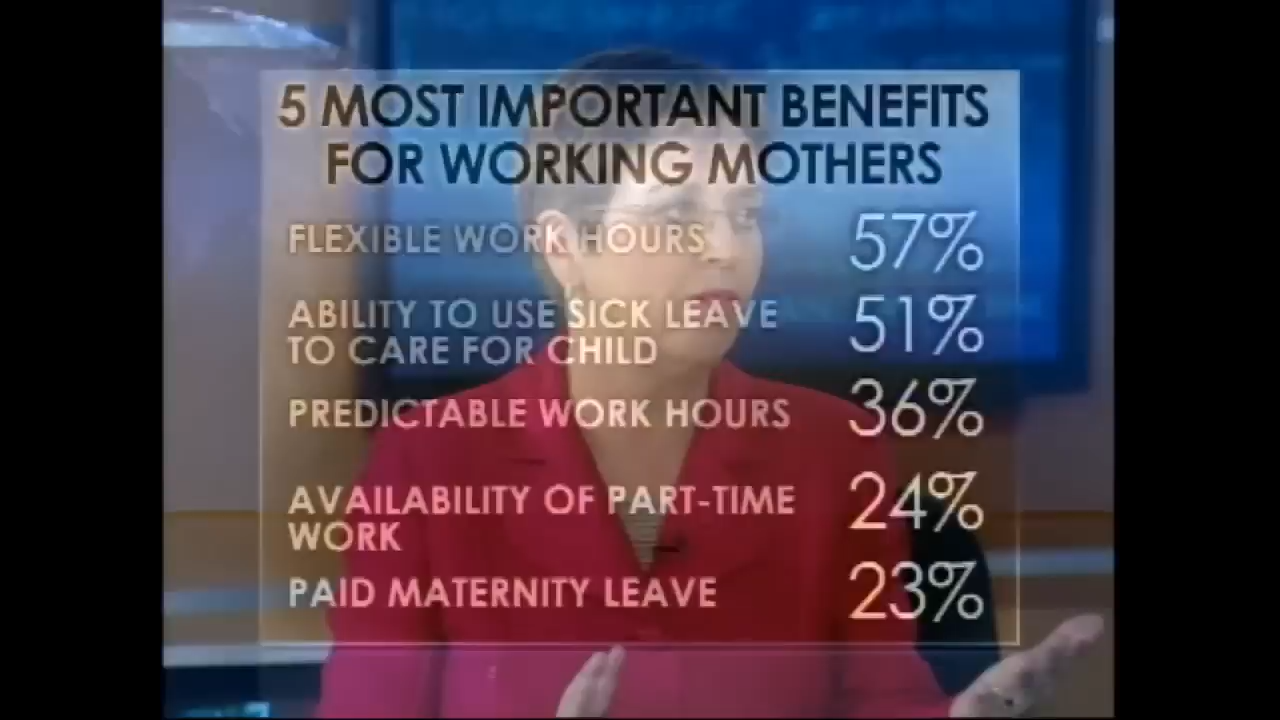 5 MOST IMPORTANT BENEFITS
FOR WORKING MOTHERS
FLEXIBLE WORK HOURS 57%
ABILITY TO USE SICK LEAVE
TO CARE FOR CHILD 51%
PREDICTABLE WORK HOURS 36%
AVAILABILITY OF PART-TIME
WORK 24%
PAID MATERNITY LEAVE 23%